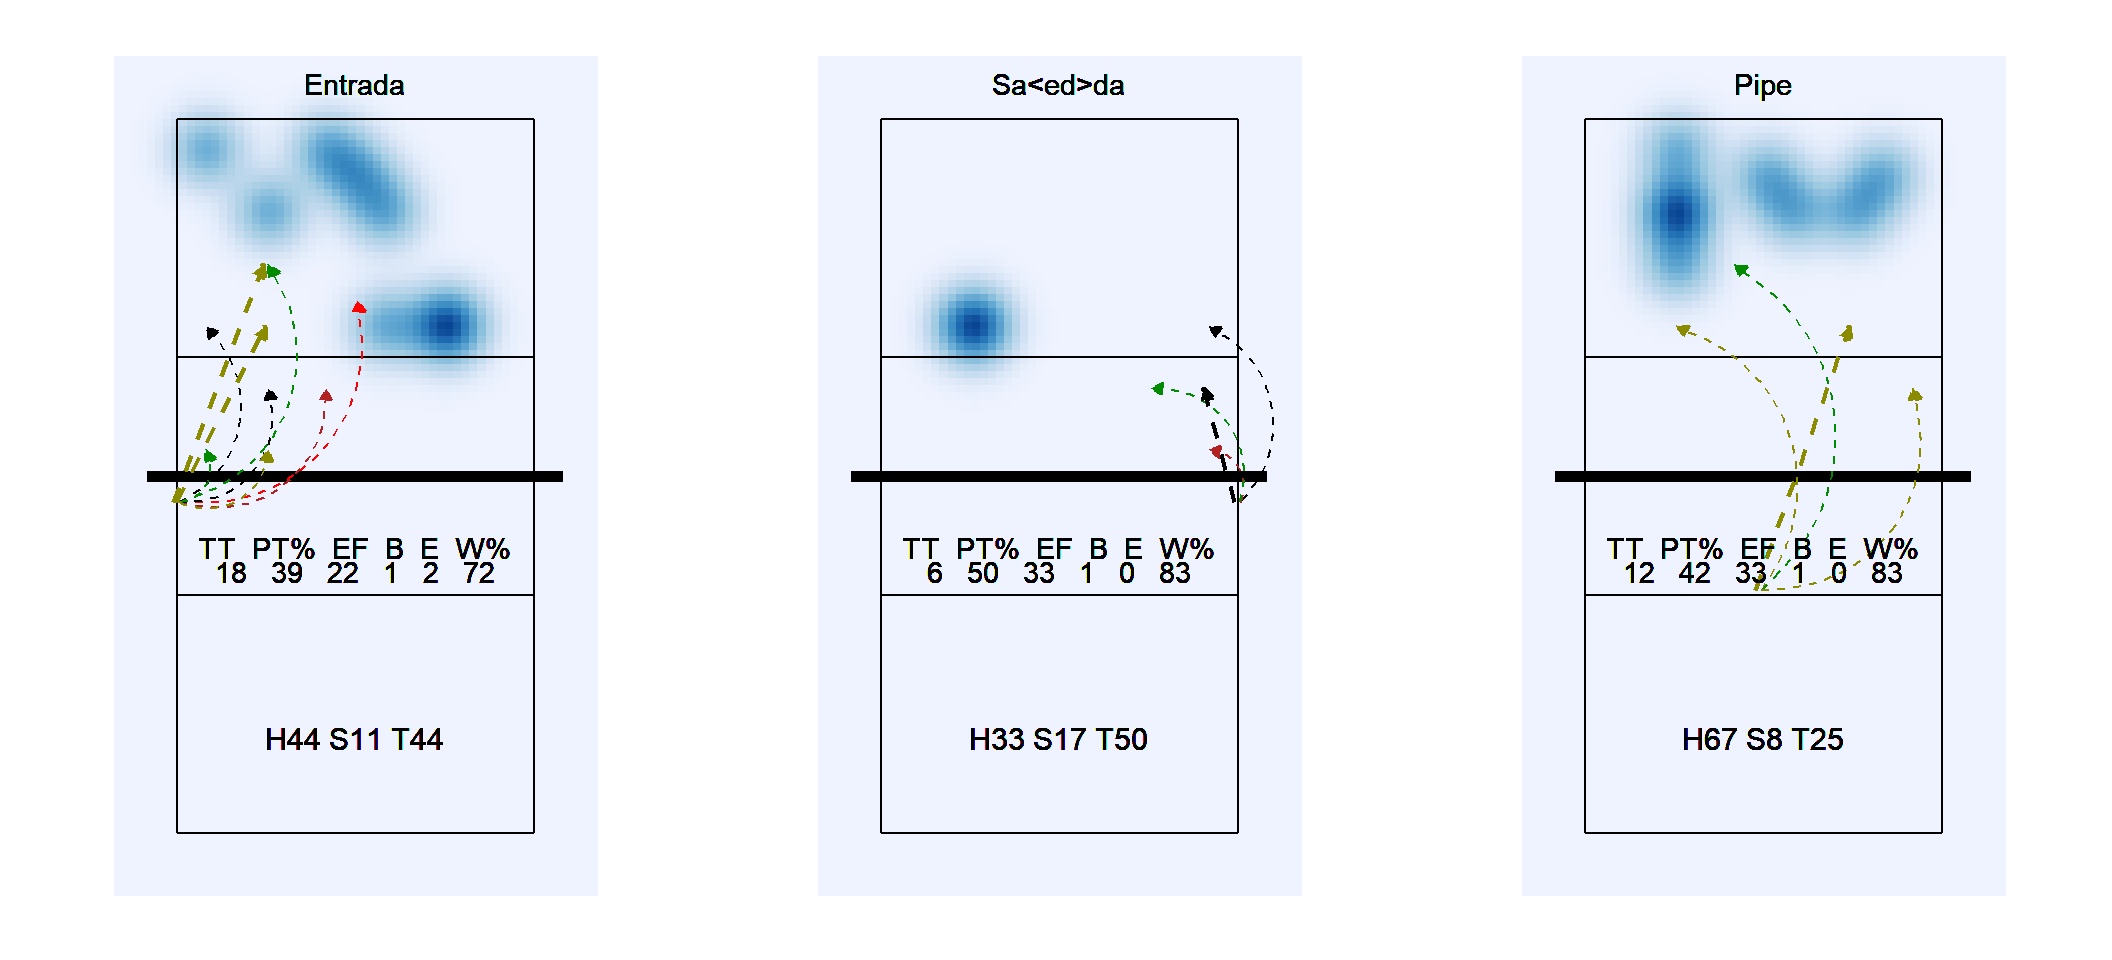 Entrada
TT PT% EF B E W%
18 39 22 1 2 72
H44 S11 T44
Sa<ed>da
TT PT% EF B E W%
6 50 33 1 0 83
H33 S17 T50
Pipe
TT PT% EF B E W%
12 42 33 1 0 83
H67 S8 T25